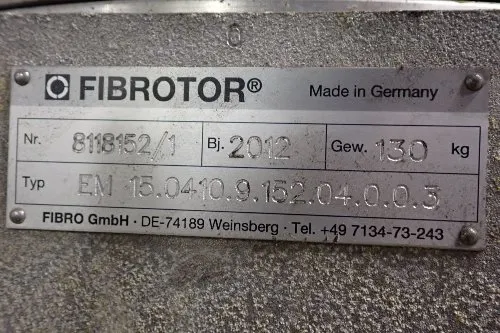 0
FIBROTOR® Made in Germany
Nr. 8118152/1 Bj. 2012 Gew. 130 kg
Typ EM 15.0410.9.152.04.0.0.3
FIBRO GmbH · DE-74189 Weinsberg · Tel. +49 7134-73-243